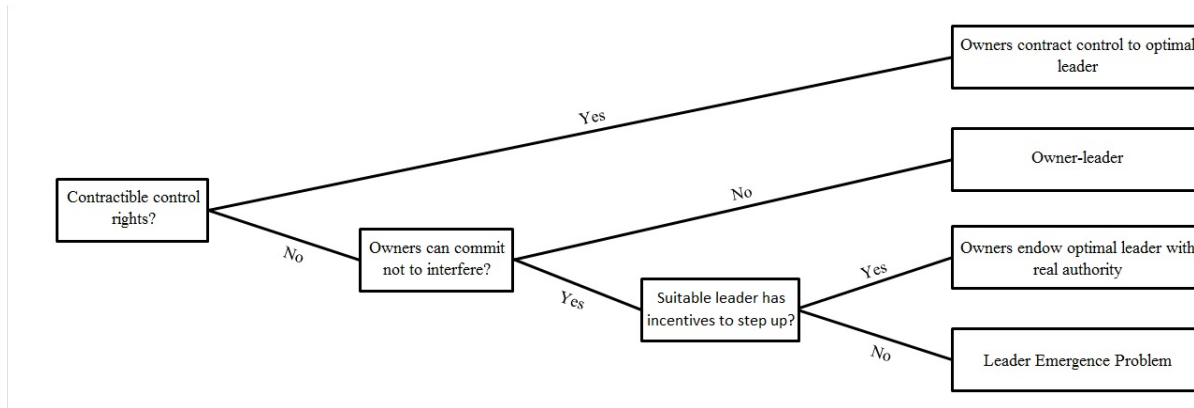 Owners contract control to optimal
leader
Yes
Owner-leader
No
Contractible control
rights?
No
Owners can commit
not to interfere?
Yes
Suitable leader has
incentives to step up?
Yes
Owners endow optimal leader with
real authority
No
Leader Emergence Problem